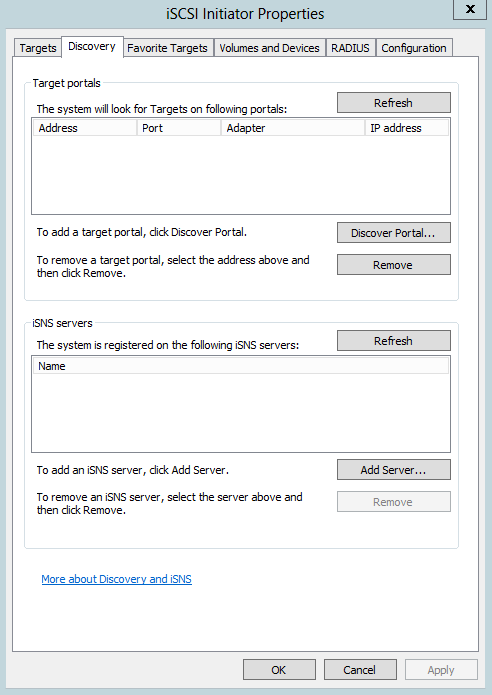 iSCSI Initiator Properties
x
Targets Discovery Favorite Targets Volumes and Devices RADIUS Configuration
Target portals
The system will look for Targets on following portals: Refresh
Address Port Adapter IP address
To add a target portal, click Discover Portal. Discover Portal...
To remove a target portal, select the address above and
then click Remove.
Remove
iSNS servers
The system is registered on the following iSNS servers: Refresh
Name
To add an iSNS server, click Add Server. Add Server...
To remove an iSNS server, select the server above and
then click Remove.
Remove
More about Discovery and iSNS
OK Cancel Apply